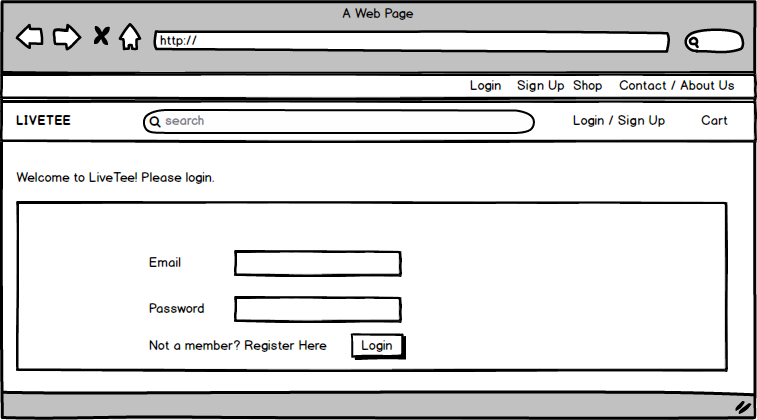 A Web Page
http://
Login Sign Up Shop Contact / About Us
LIVETEE search Login / Sign Up Cart
Welcome to LiveTee! Please login.
Email
Password
Not a member? Register Here Login